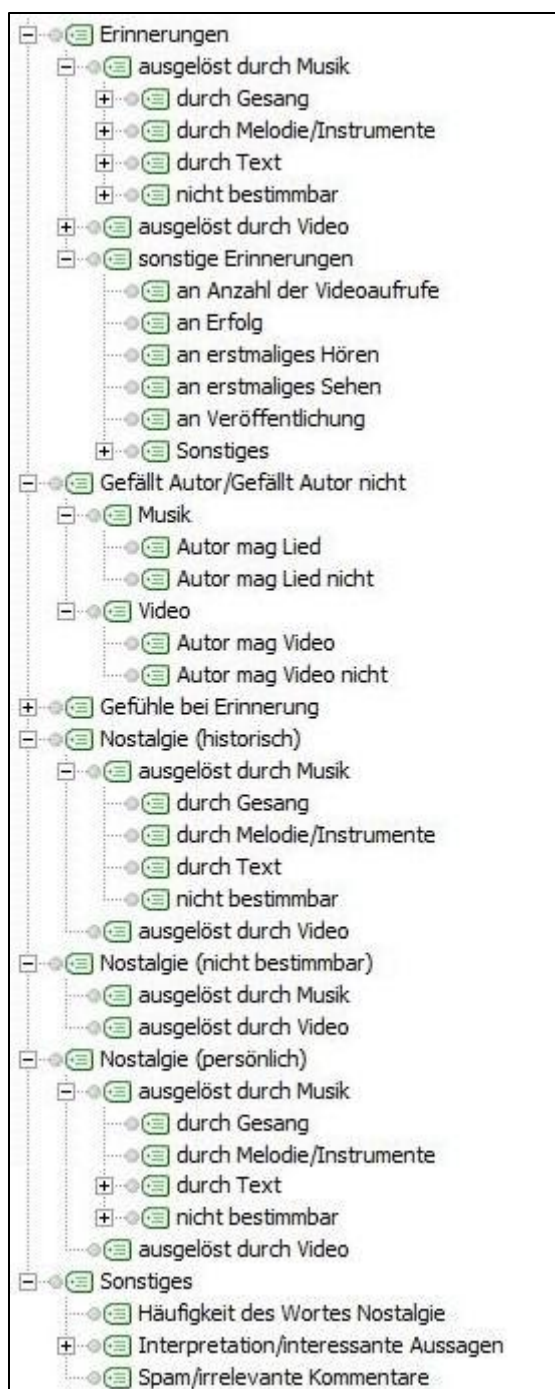 Erinnerungen
ausgelöst durch Musik
durch Gesang
durch Melodie/Instrumente
durch Text
nicht bestimmbar
ausgelöst durch Video
sonstige Erinnerungen
an Anzahl der Videoaufrufe
an Erfolg
an erstmaliges Hören
an erstmaliges Sehen
an Veröffentlichung
Sonstiges
Gefällt Autor/Gefällt Autor nicht
Musik
Autor mag Lied
Autor mag Lied nicht
Video
Autor mag Video
Autor mag Video nicht
Gefühle bei Erinnerung
Nostalgie (historisch)
ausgelöst durch Musik
durch Gesang
durch Melodie/Instrumente
durch Text
nicht bestimmbar
ausgelöst durch Video
Nostalgie (nicht bestimmbar)
ausgelöst durch Musik
ausgelöst durch Video
Nostalgie (persönlich)
ausgelöst durch Musik
durch Gesang
durch Melodie/Instrumente
durch Text
nicht bestimmbar
ausgelöst durch Video
Sonstiges
Häufigkeit des Wortes Nostalgie
Interpretation/interessante Aussagen
Spam/irrelevante Kommentare